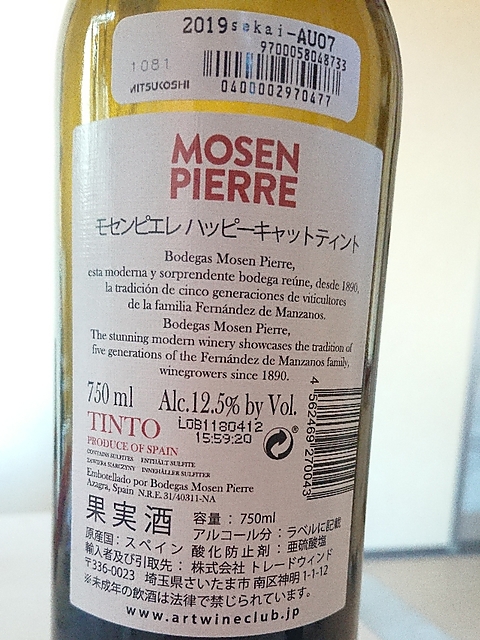 2019sekai-AU07
9700058048733
1081
MITSUKOSHI
0400002970477
MOSEN
PIERRE
モセンピエレ ハッピーキャットティント
Bodegas Mosen Pierre,
esta moderna y sorprendente bodega reúne, desde 1890,
la tradición de cinco generaciones de viticultores
de la familia Fernández de Manzanos.
Bodegas Mosen Pierre,
The stunning modern winery showcases the tradition of
five generations of the Fernández de Manzanos family,
winegrowers since 1890.
750 ml Alc.12.5% by Vol.
L0B1180412
15:59:20
TINTO
PRODUCE OF SPAIN
CONTAINS SULPHITES ENTHÄLT SULFITE
ZAWIERA SIARCZYNY INNEHÅLLER SULFITER
Embotellado por Bodegas Mosen Pierre
Azagra, Spain N.R.E. 31/40311-NA
4 562469 270043
果実酒 容量：750ml
アルコール分：ラベルに記載
原産国：スペイン 酸化防止剤：亜硫酸塩
輸入者及び引取先： 株式会社 トレードウィンド
〒336-0023 埼玉県さいたま市 南区神明1-1-12
※未成年の飲酒は法律で禁じられています。
www.artwineclub.jp